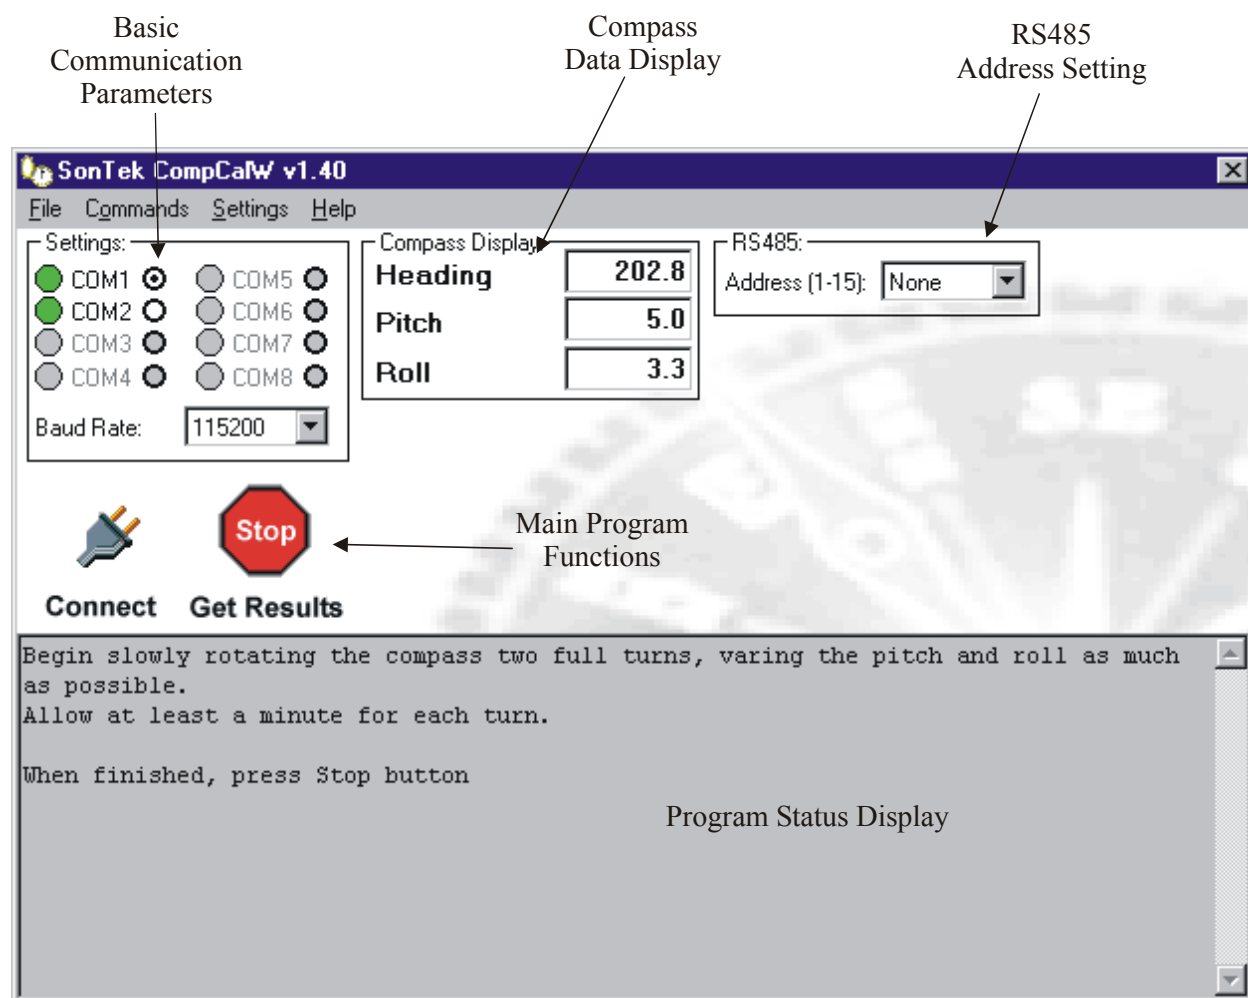 Basic
Communication
Parameters
Compass
Data Display
RS485
Address Setting
SonTek CompCalW v1.40
File Commands Settings Help
Settings:
COM1 COM5
COM2 COM6
COM3 COM7
COM4 COM8
Baud Rate: 115200
Compass Display:
Heading 202.8
Pitch 5.0
Roll 3.3
RS485:
Address (1-15): None
Stop
Connect Get Results
Main Program
Functions
Begin slowly rotating the compass two full turns, varing the pitch and roll as much
as possible.
Allow at least a minute for each turn.
When finished, press Stop button
Program Status Display